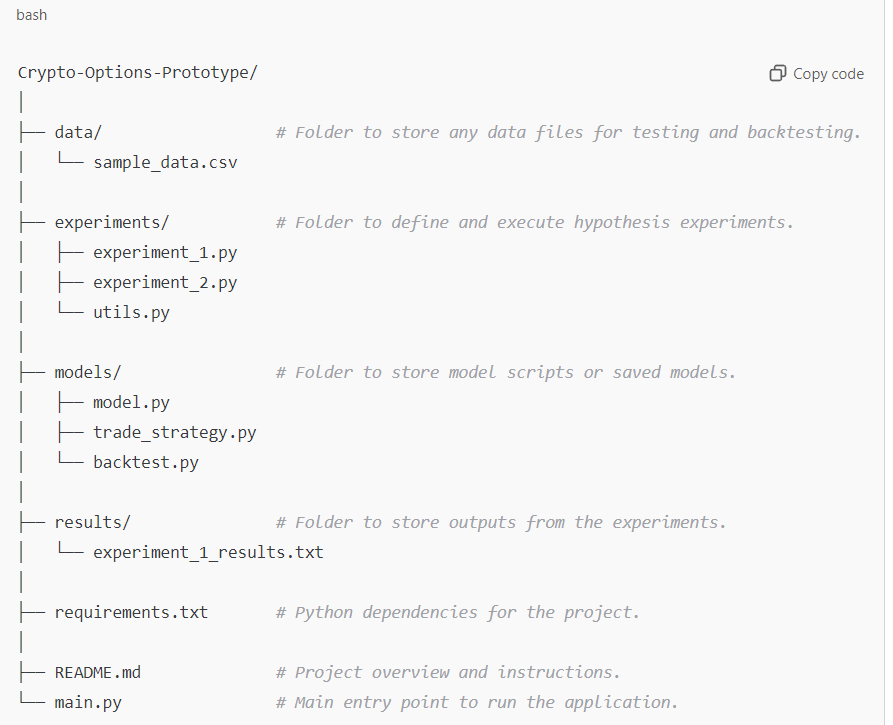 bash
Crypto-Options-Prototype/
Copy code
│
├── data/                  # Folder to store any data files for testing and backtesting.
│   └── sample_data.csv
│
├── experiments/           # Folder to define and execute hypothesis experiments.
│   ├── experiment_1.py
│   ├── experiment_2.py
│   └── utils.py
│
├── models/                # Folder to store model scripts or saved models.
│   ├── model.py
│   ├── trade_strategy.py
│   └── backtest.py
│
├── results/               # Folder to store outputs from the experiments.
│   └── experiment_1_results.txt
│
├── requirements.txt       # Python dependencies for the project.
│
├── README.md              # Project overview and instructions.
└── main.py                # Main entry point to run the application.